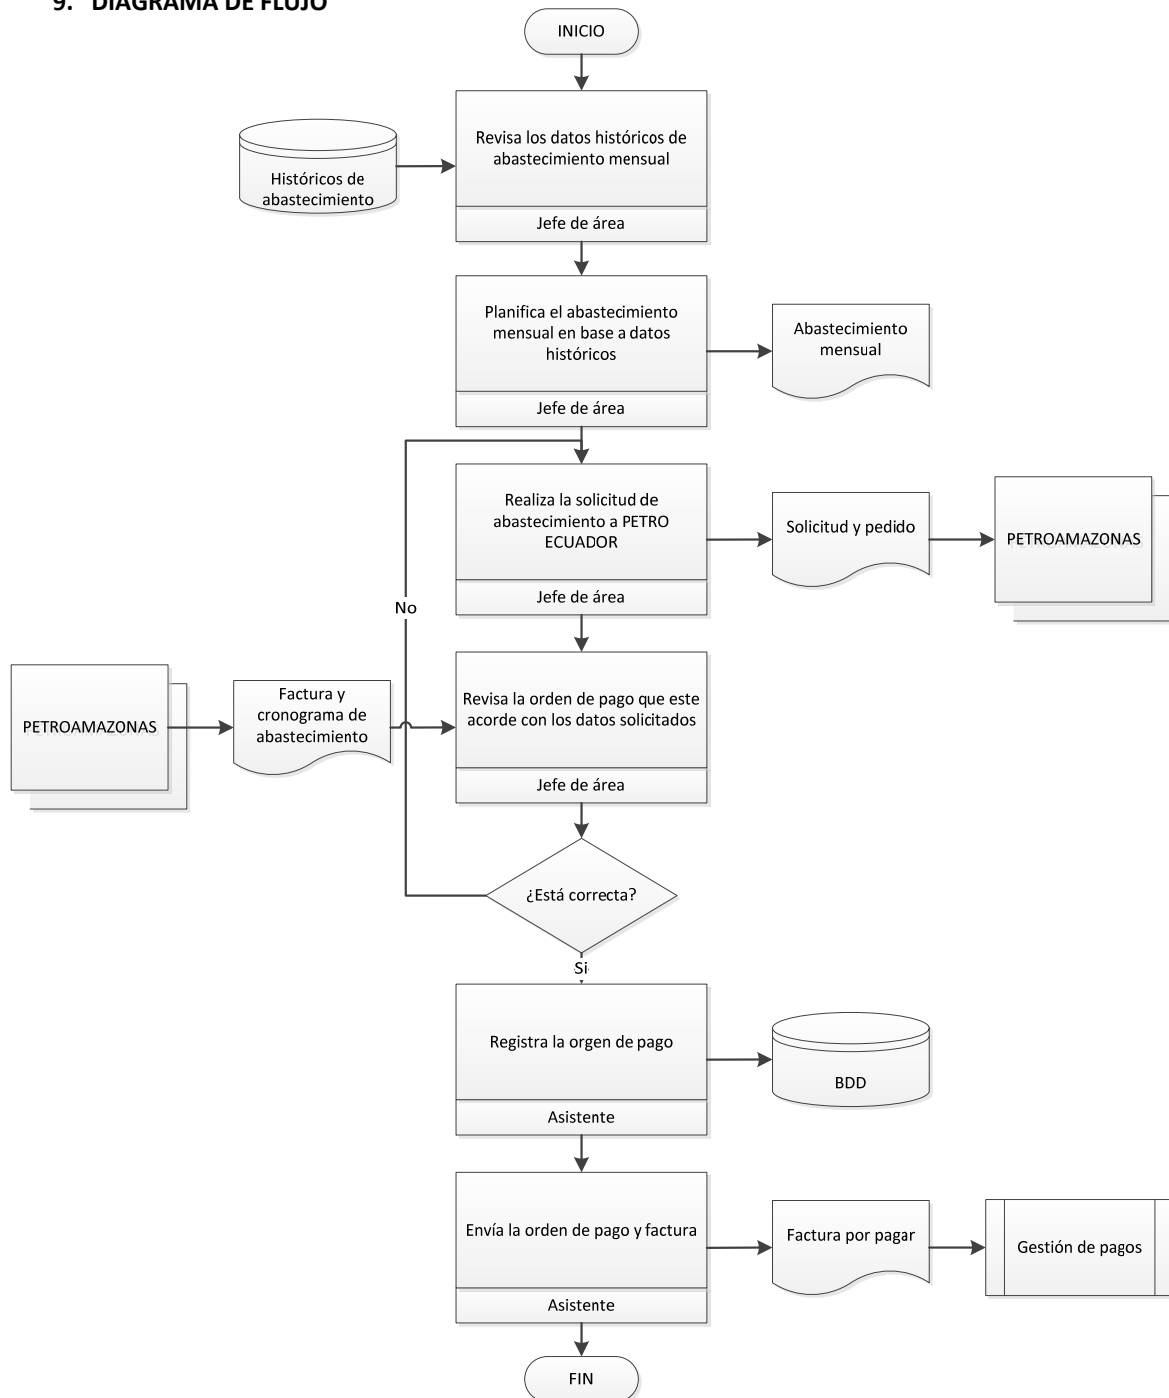 9. DIAGRAMA DE FLUJO
INICIO
Revisa los datos históricos de
abastecimiento mensual
Históricos de
abastecimiento
Jefe de área
Planifica el abastecimiento
mensual en base a datos
históricos
Abastecimiento
mensual
Jefe de área
Realiza la solicitud de
abastecimiento a PETRO
ECUADOR
Solicitud y pedido
PETROAMAZONAS
Jefe de área
No
PETROAMAZONAS
Factura y
cronograma de
abastecimiento
Revisa la orden de pago que este
acorde con los datos solicitados
Jefe de área
¿Está correcta?
Si
Registra la orgen de pago
BDD
Asistente
Envía la orden de pago y factura
Factura por pagar
Gestión de pagos
Asistente
FIN